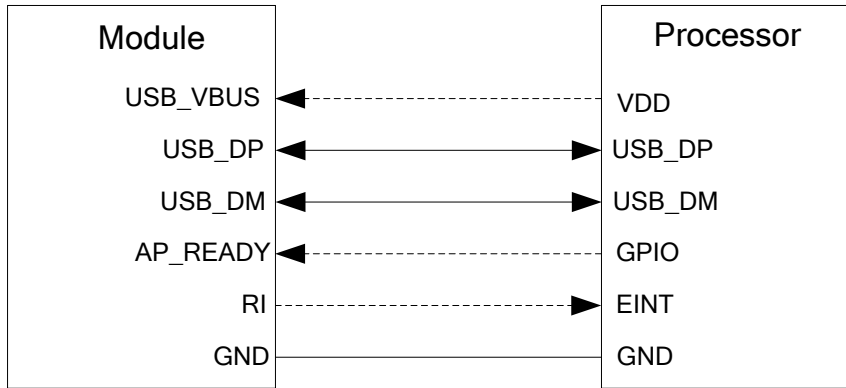 Module
Processor
USB_VBUS
VDD
USB_DP
USB_DP
USB_DM
USB_DM
AP_READY
GPIO
RI
EINT
GND
GND